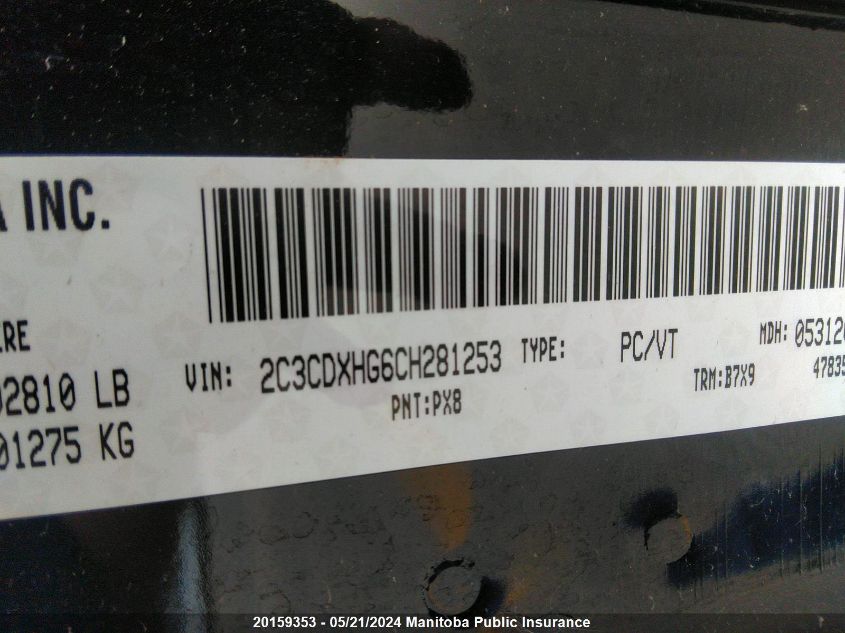 A INC.
VIN: 2C3CDXHG6CH281253 TYPE: PC/VT MDH: 05312
02810 LB PNT:PX8 TRM:B7X9 4783
01275 KG
20159353 - 05/21/2024 Manitoba Public Insurance